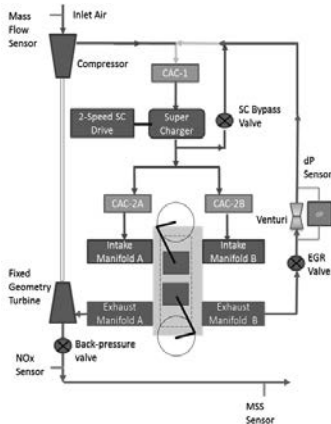 Mass
Flow
Sensor
Inlet Air
Compressor
CAC-1
2-Speed SC
Drive
Super
Charger
SC Bypass
Valve
dP
Sensor
CAC-2A
CAC-2B
Venturi
Intake
Manifold A
Intake
Manifold B
EGR
Valve
Fixed
Geometry
Turbine
Exhaust
Manifold A
Exhaust
Manifold B
Back-pressure
valve
NOx
Sensor
MSS
Sensor